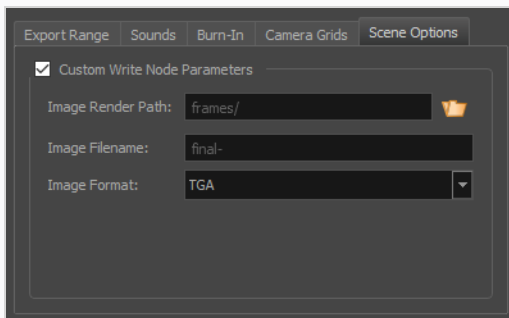 Export Range Sounds Burn-In Camera Grids Scene Options
Custom Write Node Parameters
Image Render Path: frames/
Image Filename: final-
Image Format: TGA